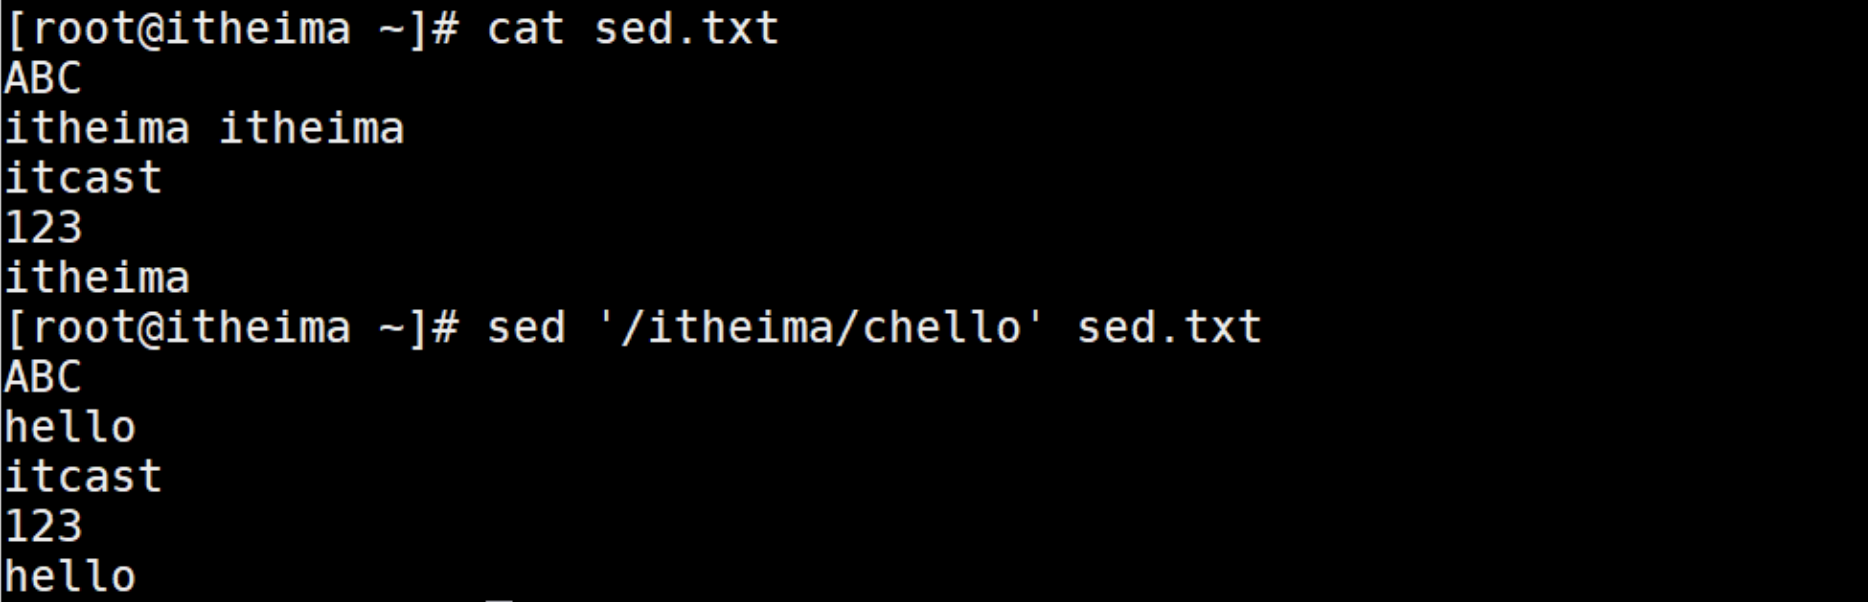 [root@itheima ~]# cat sed.txt
ABC
itheima itheima
itcast
123
itheima
[root@itheima ~]# sed '/itheima/chello' sed.txt
ABC
hello
itcast
123
hello